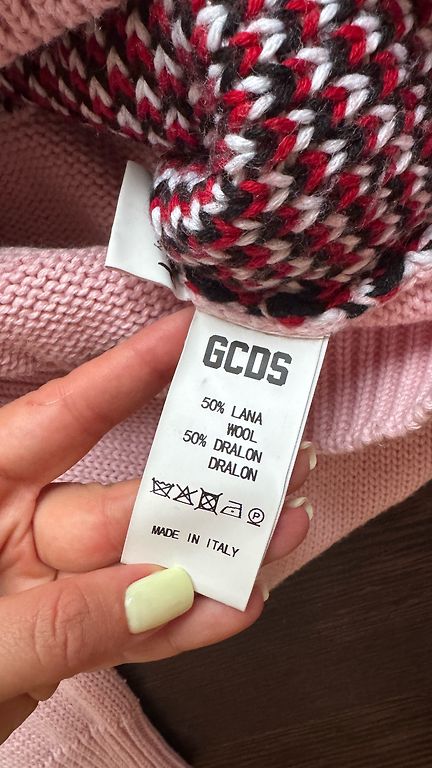 GCDS
50% LANA
WOOL
50% DRALON
DRALON
P
MADE IN ITALY